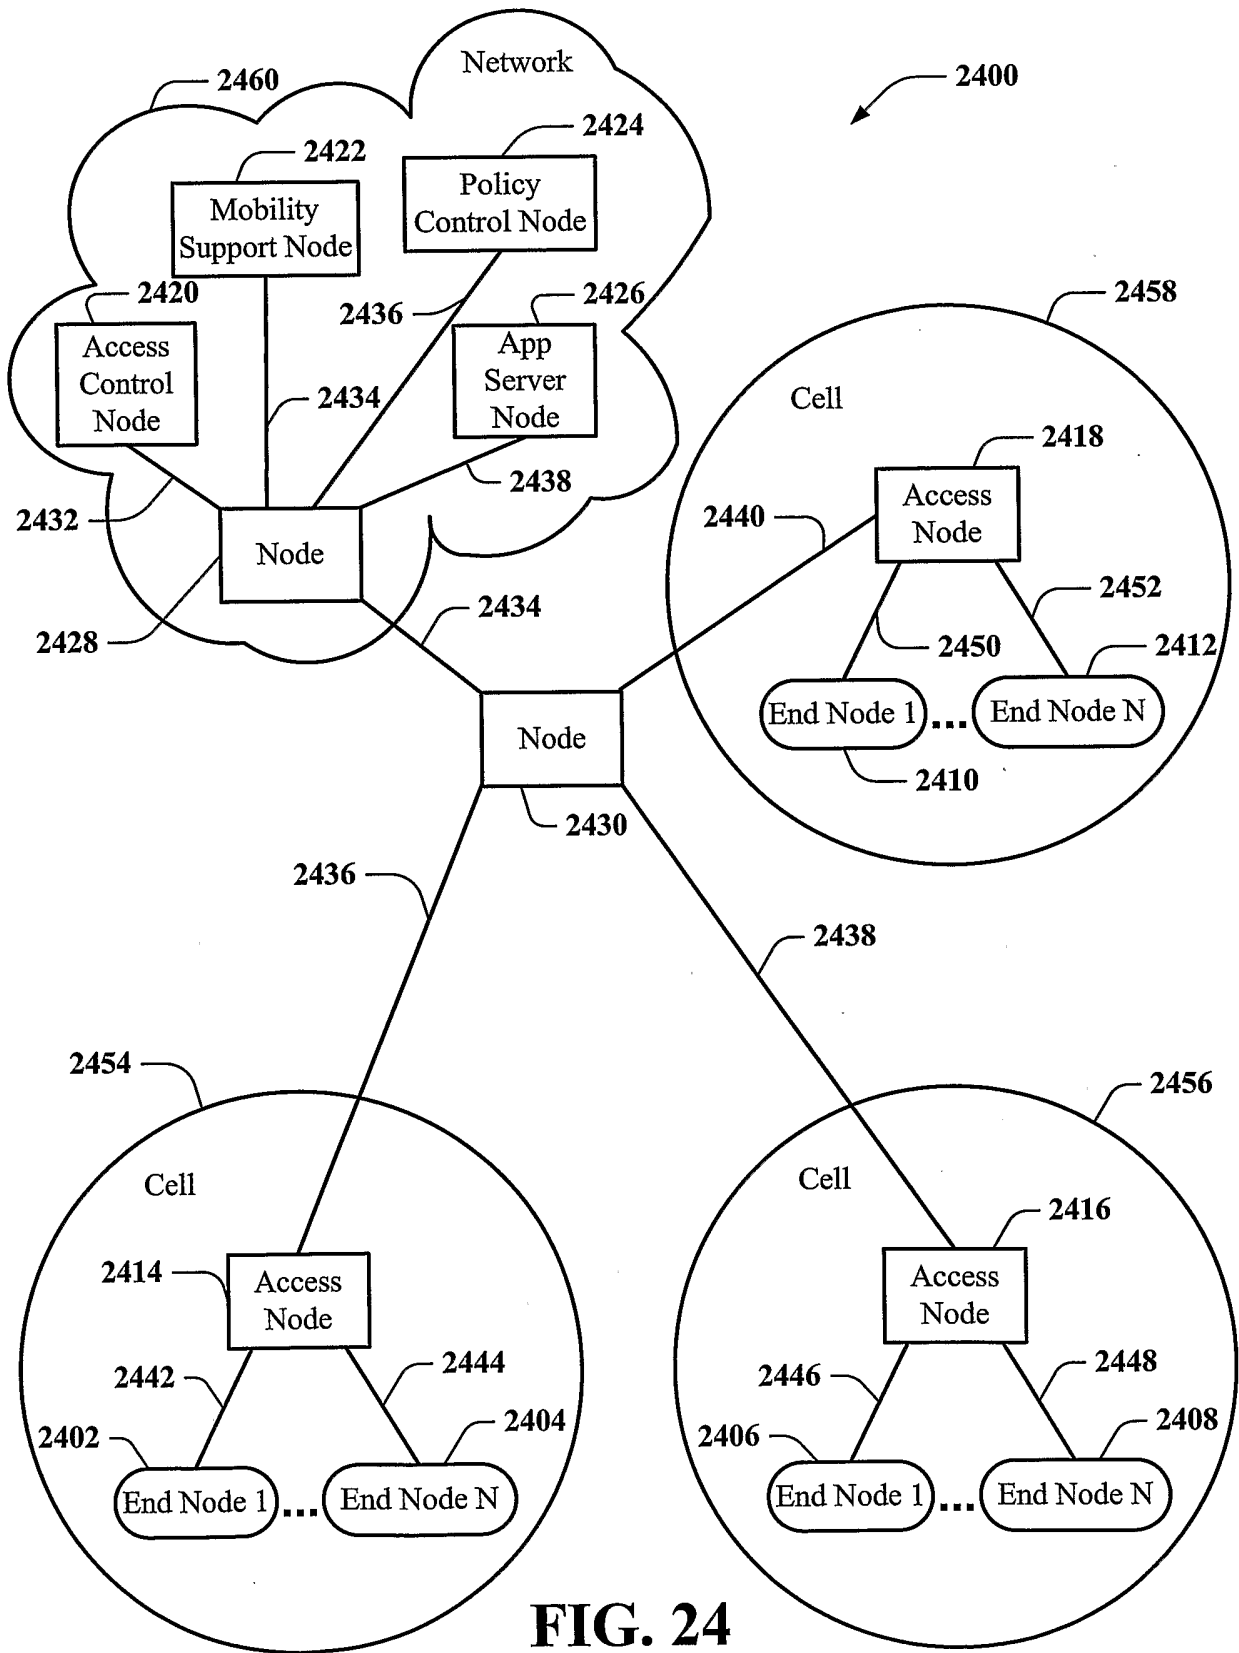 Network
2460
2400
2424
2422
Policy
Control Node
Mobility
Support Node
2420
2436
2426
2458
Access
Control
Node
App
Server
Node
2434
Cell
2418
2438
2432
2440
Access
Node
Node
2452
2434
2428
2450
2412
End Node 1
...
End Node N
Node
2410
2430
2436
2438
2454
2456
Cell
Cell
2416
2414
Access
Node
Access
Node
2442
2444
2446
2448
2402
2404
2406
2408
End Node 1
...
End Node N
End Node 1
...
End Node N
FIG. 24